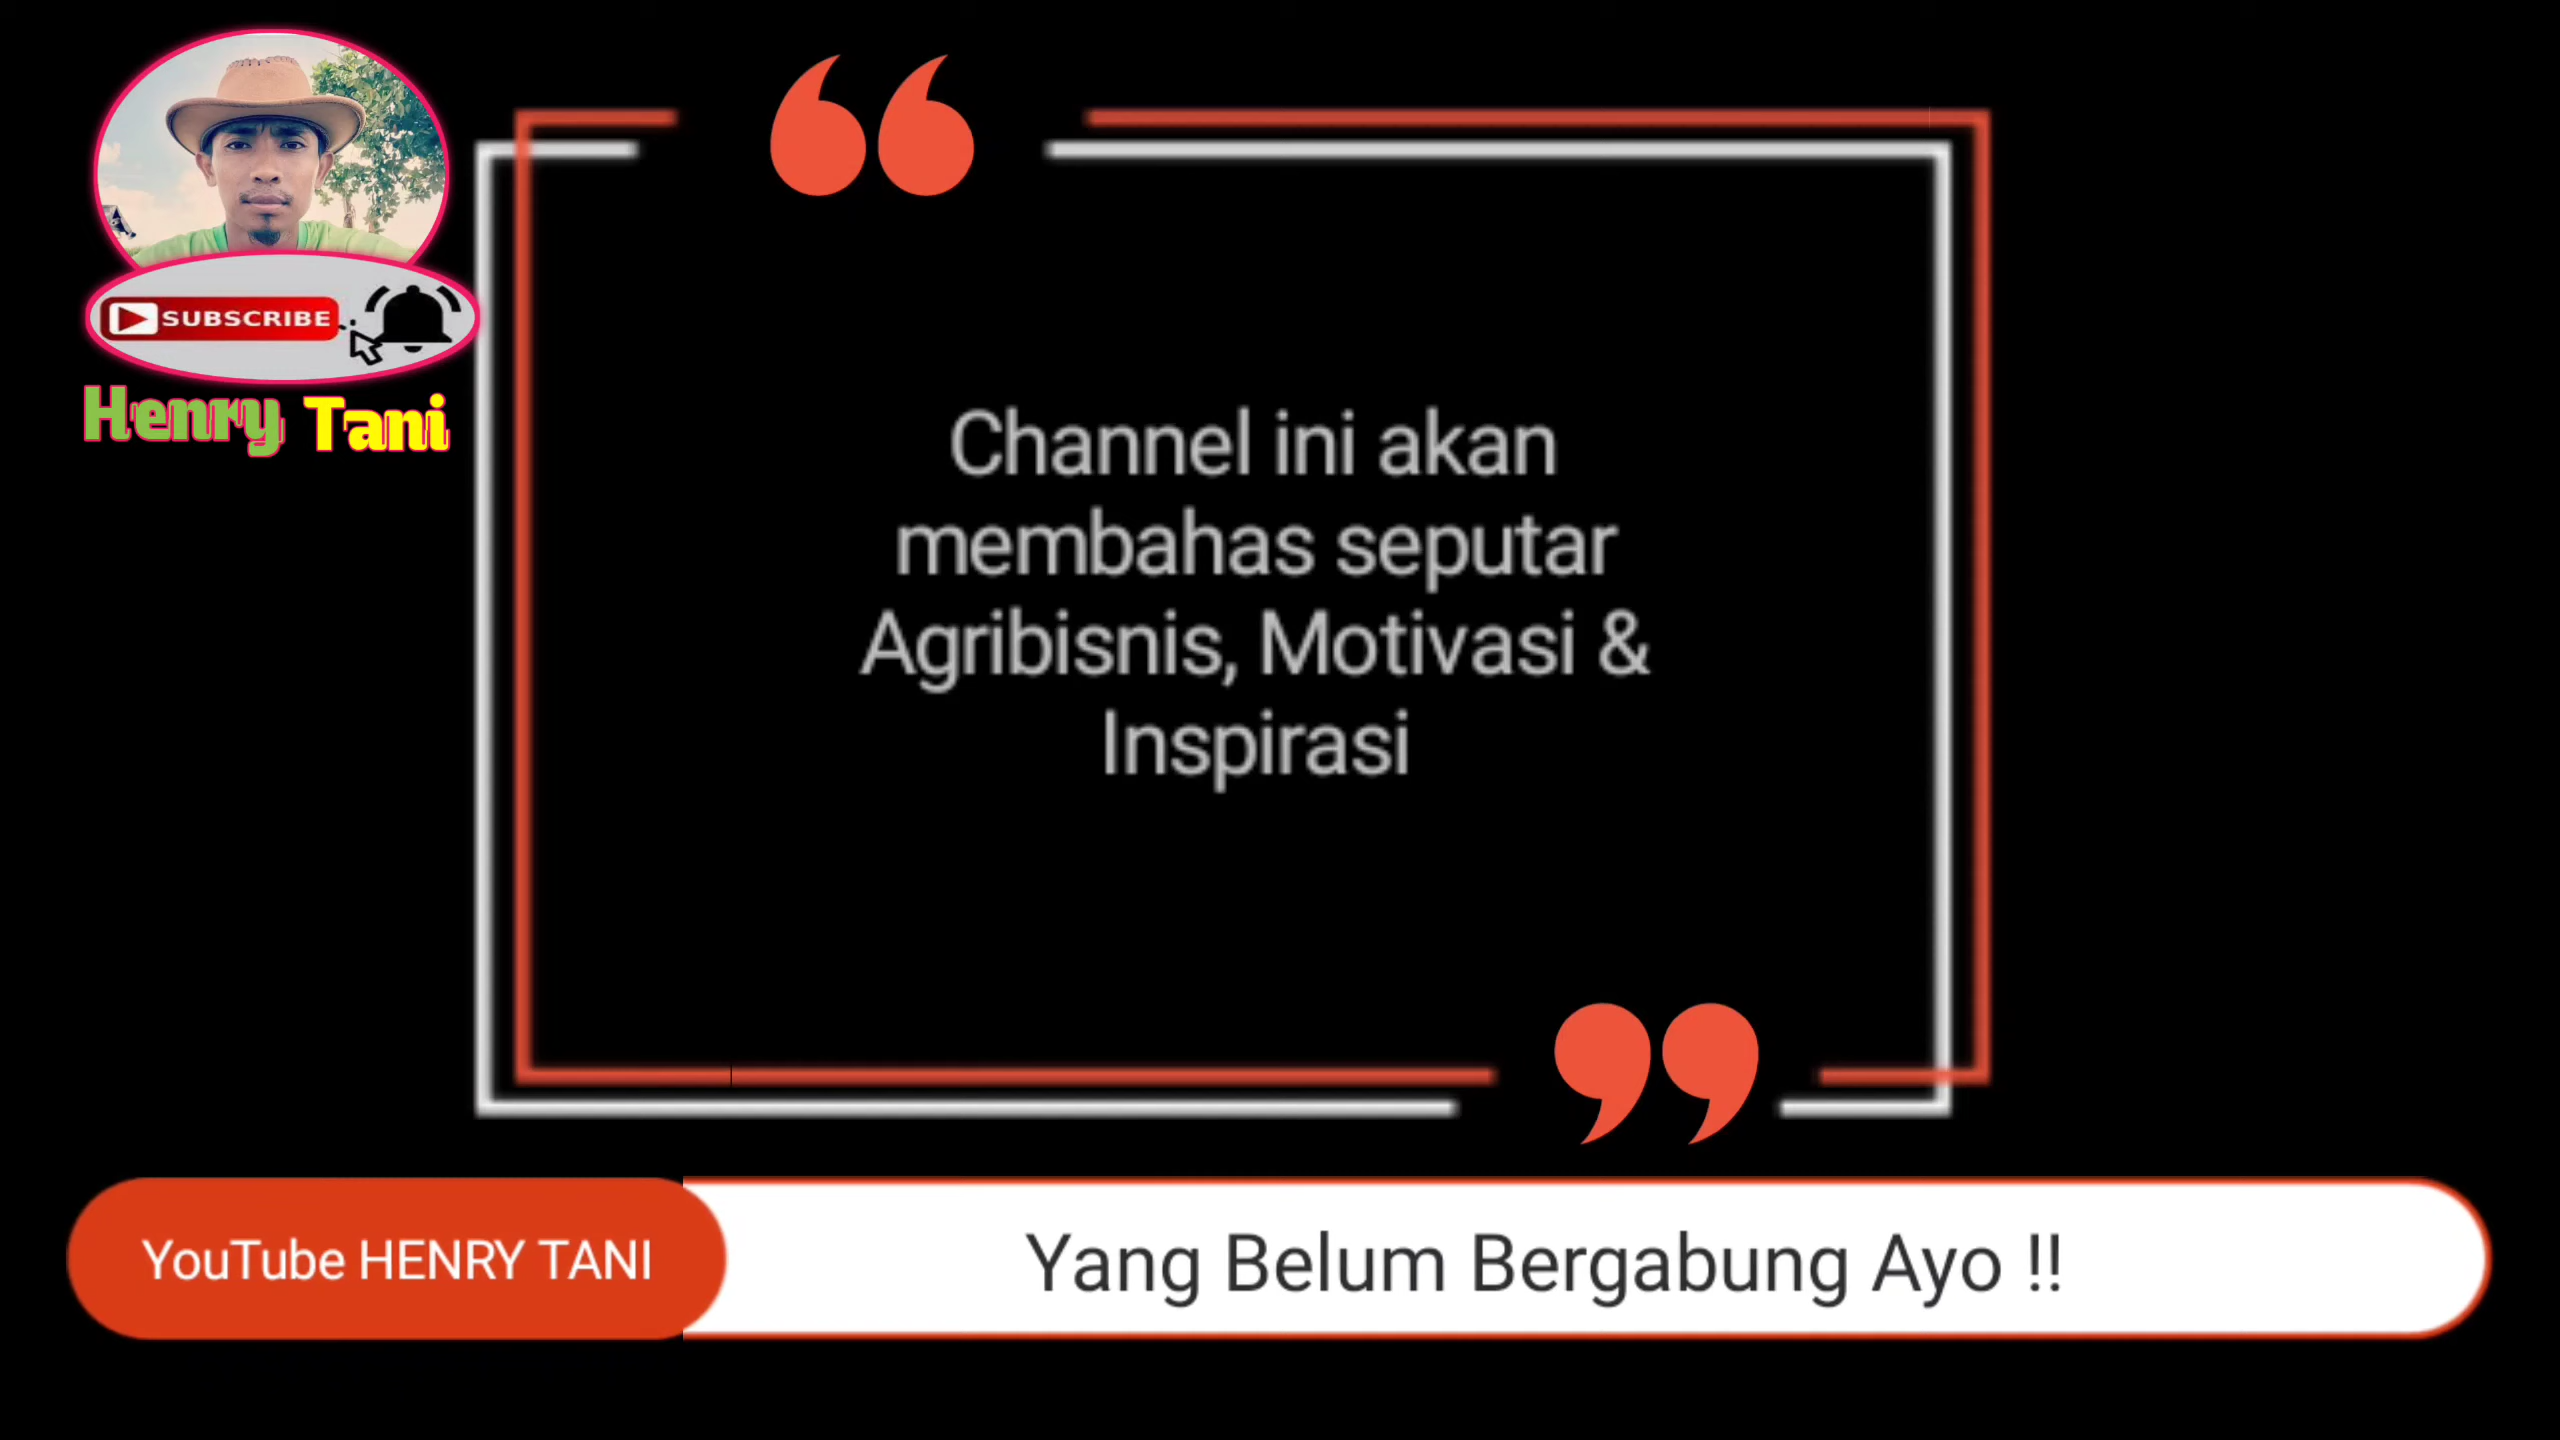 SUBSCRIBE
Henry Tani
Channel ini akan
membahas seputar
Agribisnis, Motivasi &
Inspirasi
YouTube HENRY TANI
Yang Belum Bergabung Ayo !!